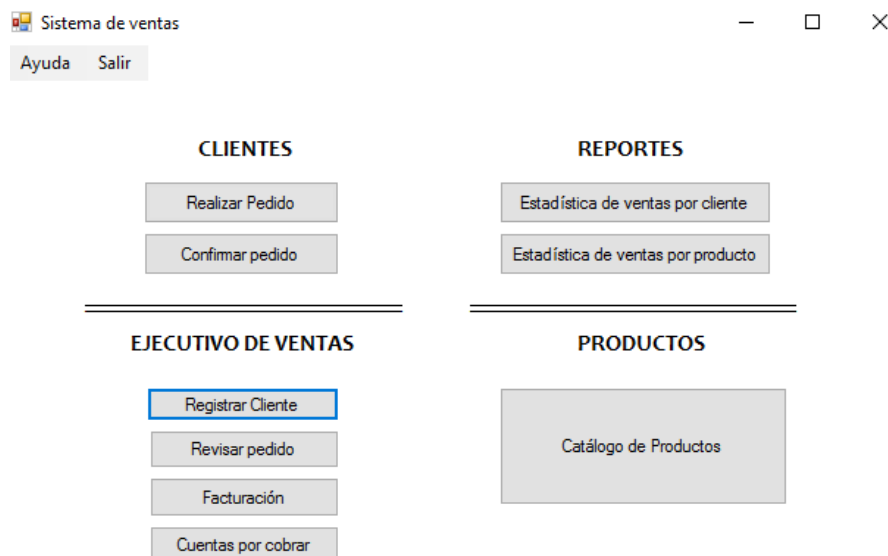 Sistema de ventas
Ayuda Salir
CLIENTES
Realizar Pedido
Confirmar pedido
REPORTES
Estadística de ventas por cliente
Estadística de ventas por producto
EJECUTIVO DE VENTAS
Registrar Cliente
Revisar pedido
Facturación
Cuentas por cobrar
PRODUCTOS
Catálogo de Productos